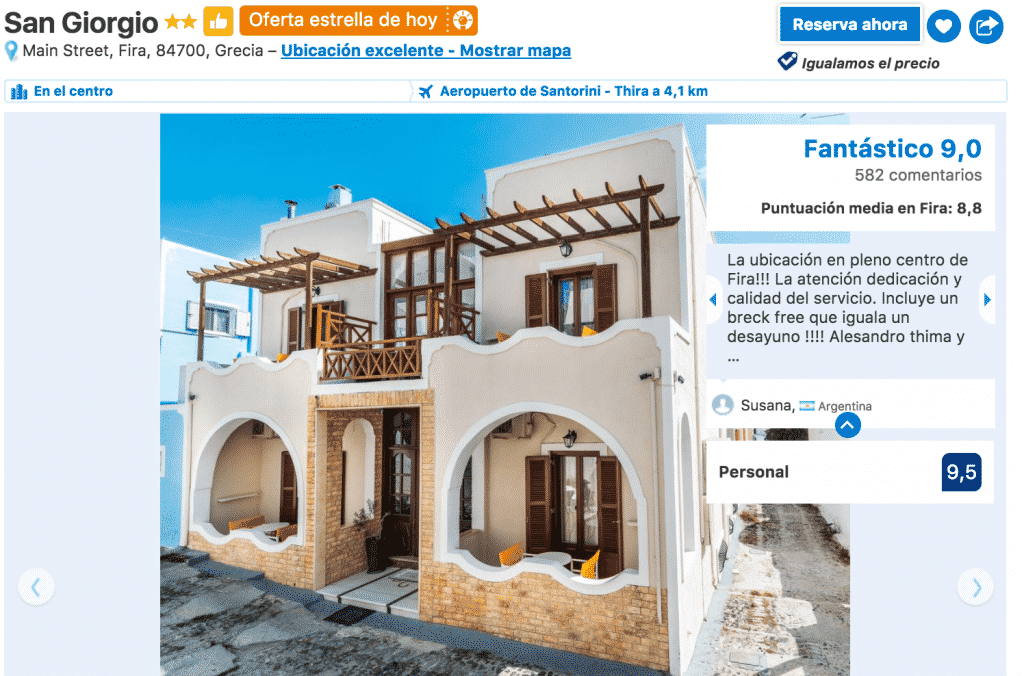 San Giorgio
Oferta estrella de hoy
Reserva ahora
Main Street, Fira, 84700, Grecia – Ubicación excelente - Mostrar mapa
Igualamos el precio
En el centro
Aeropuerto de Santorini - Thira a 4,1 km
Fantástico 9,0
582 comentarios
Puntuación media en Fira: 8,8
La ubicación en pleno centro de
Fira!!! La atención dedicación y
calidad del servicio. Incluye un
breck free que iguala un
desayuno !!!! Alesandro thima y
...
Susana, Argentina
Personal 9,5